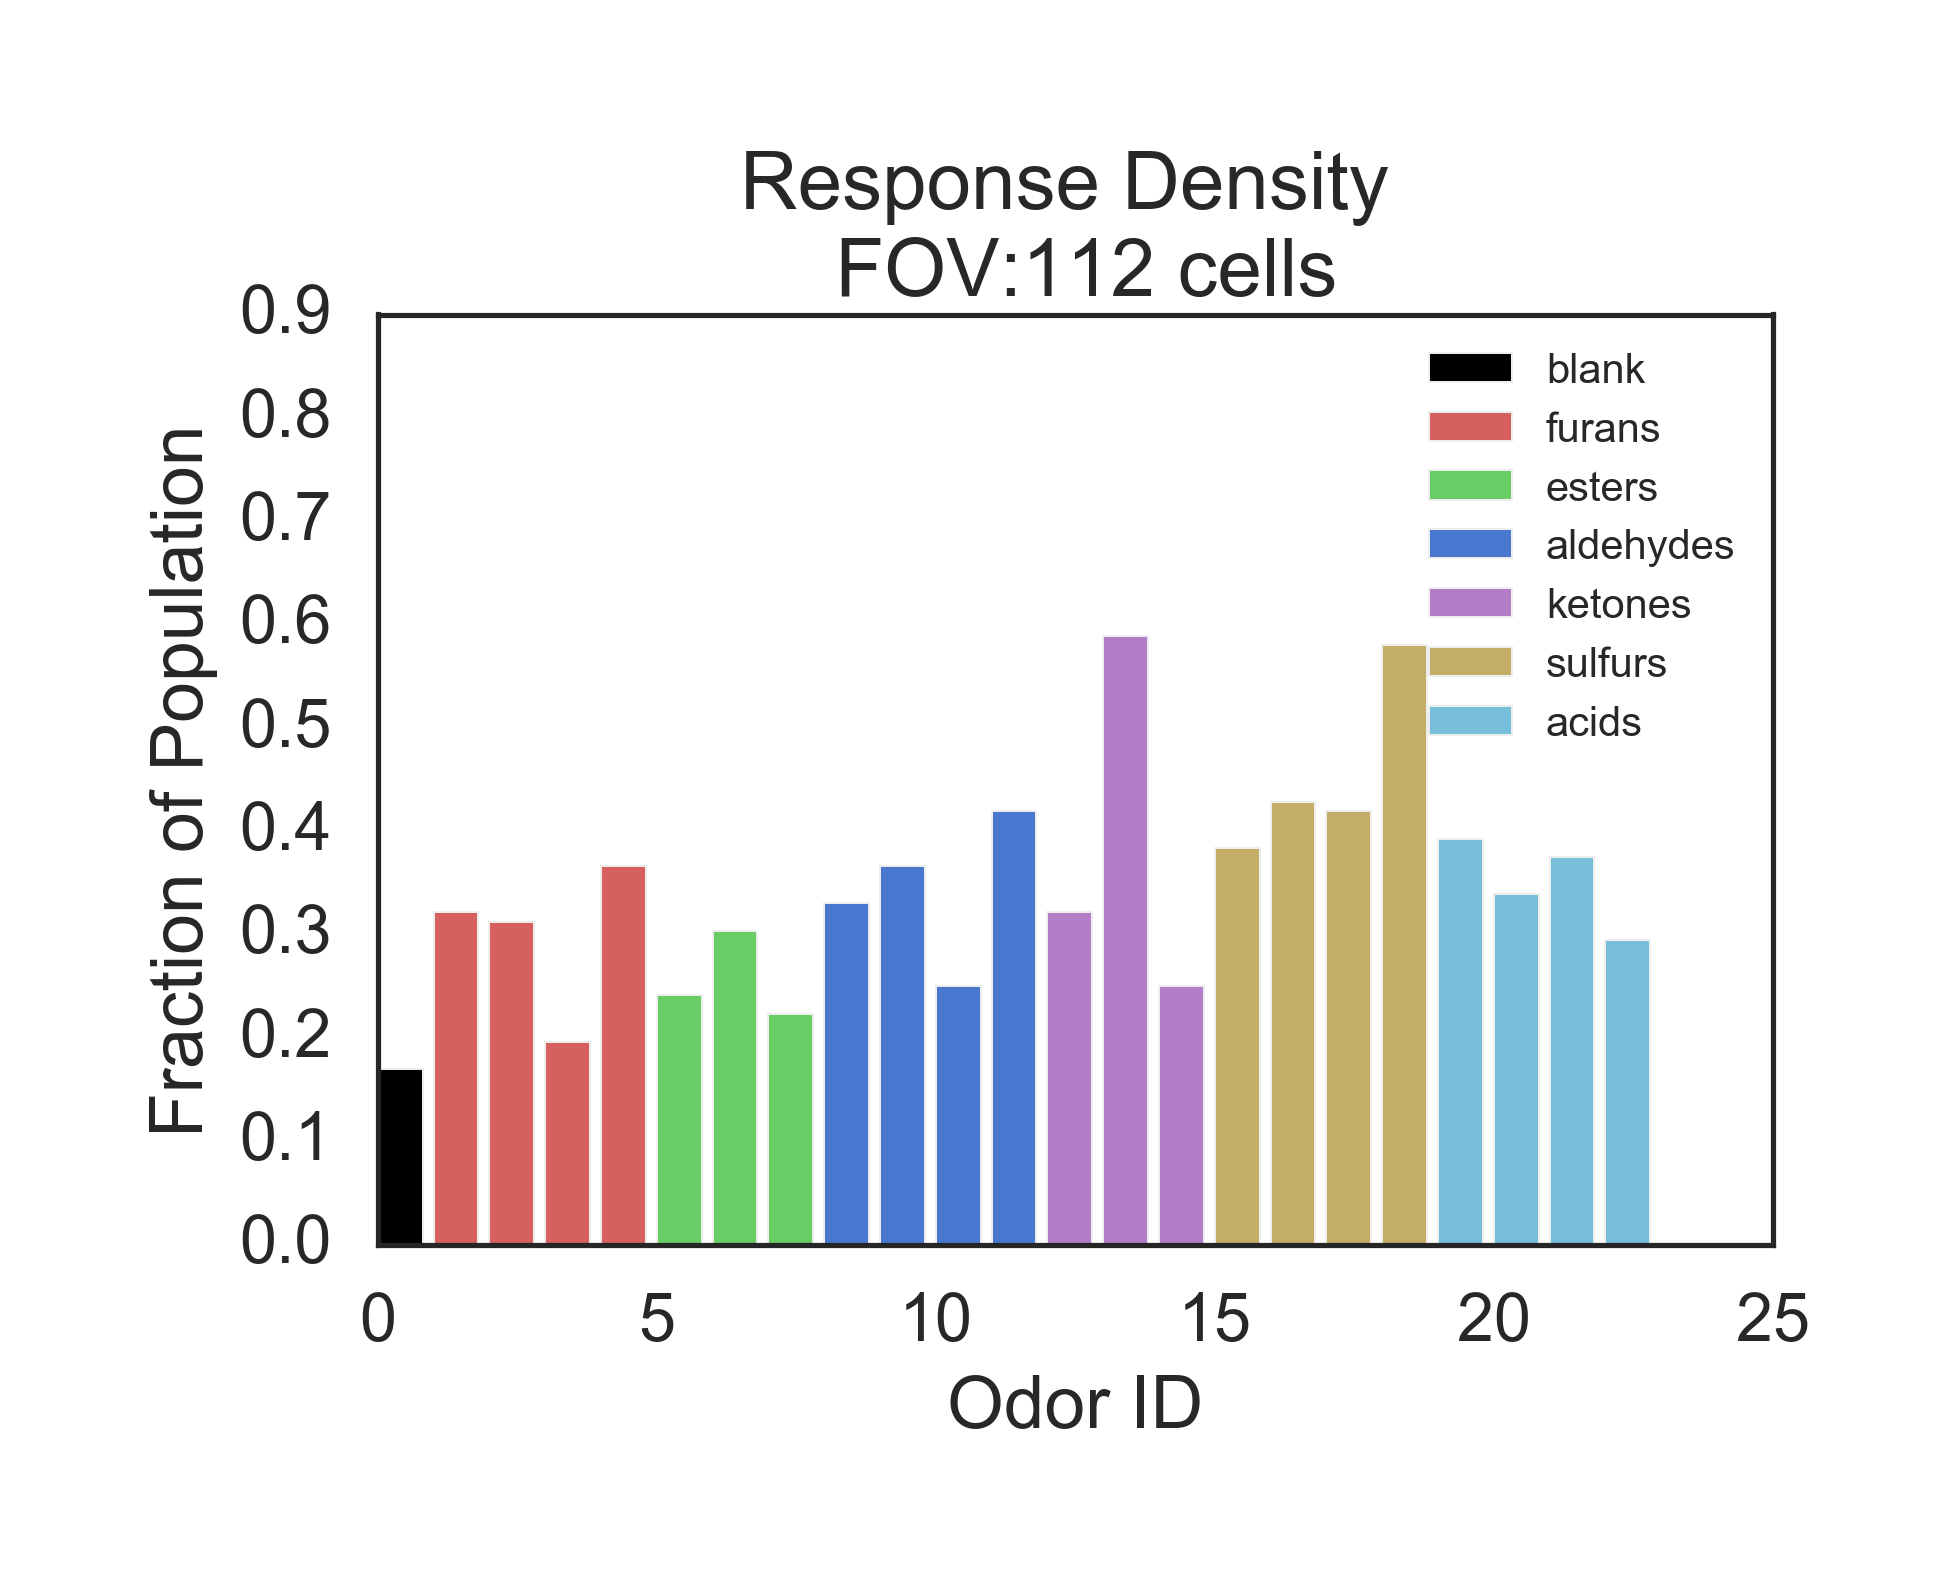 Response Density
FOV:112 cells
0.9
0.8
0.7
0.6
0.5
0.4
0.3
0.2
0.1
0.0
Fraction of Population
blank
furans
esters
aldehydes
ketones
sulfurs
acids
0 5 10 15 20 25
Odor ID